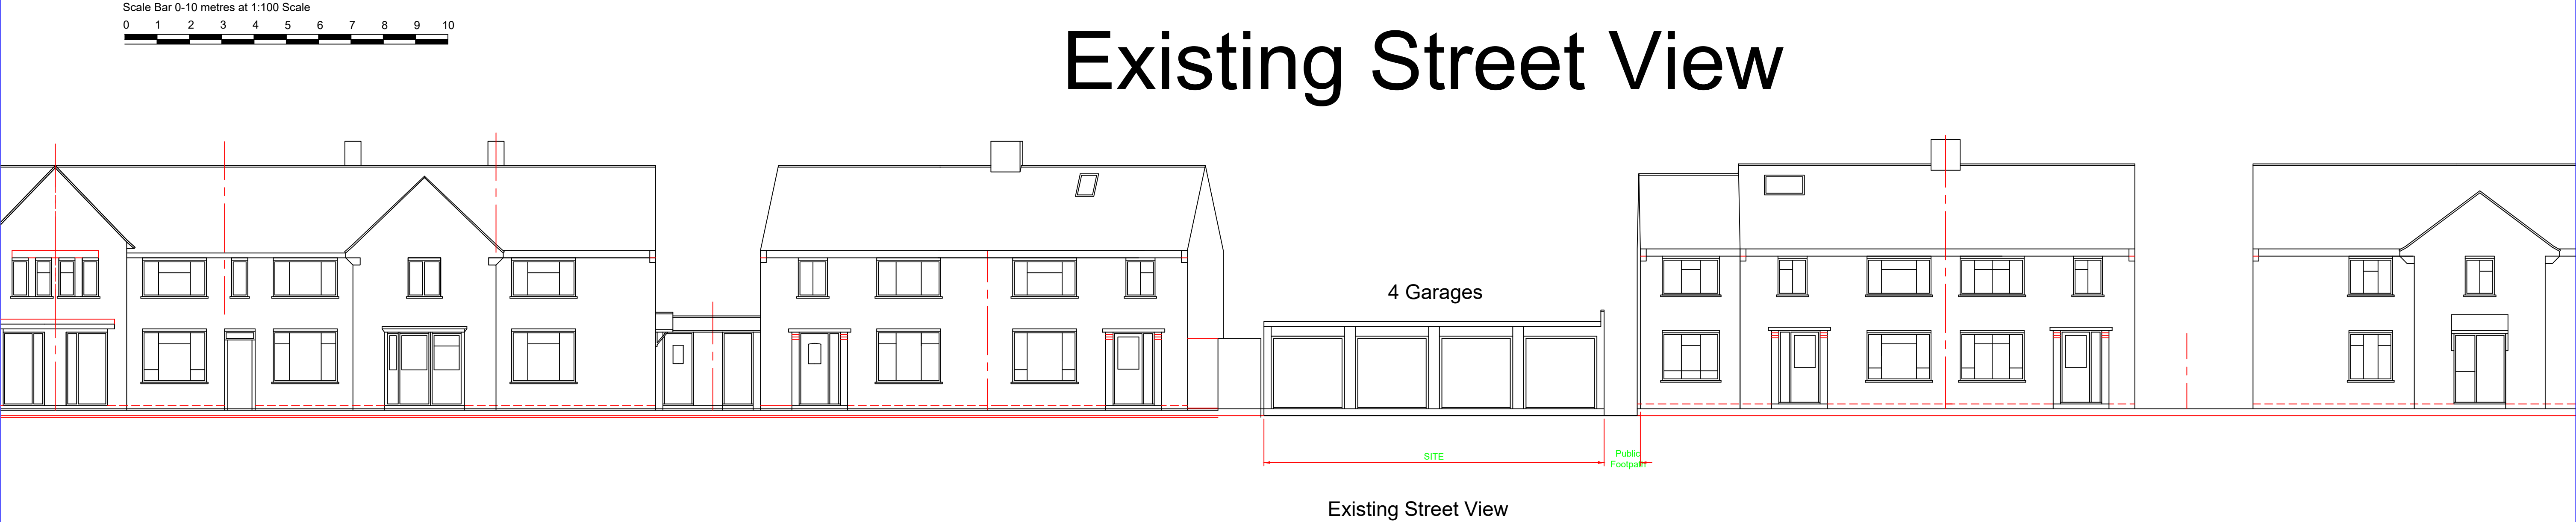 Scale Bar 0-10 metres at 1:100 Scale
0 1 2 3 4 5 6 7 8 9 10
Existing Street View
4 Garages
SITE
Public
Footpath
Existing Street View